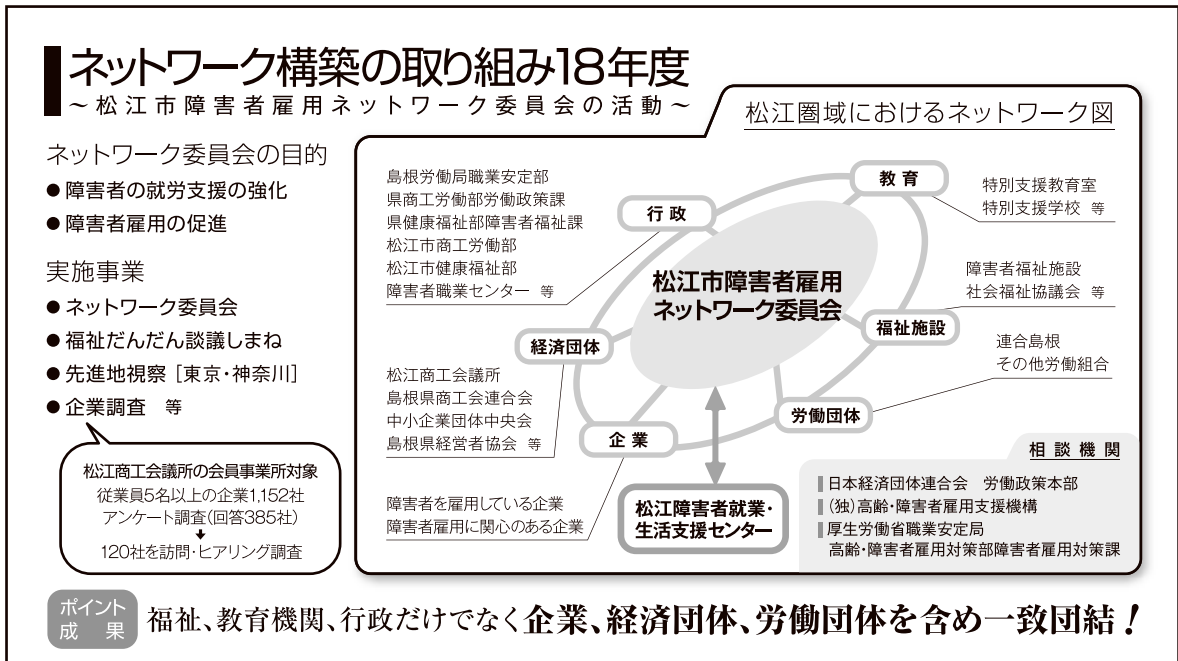 ネットワーク構築の取り組み18年度
～松江市障害者雇用ネットワーク委員会の活動～
ネットワーク委員会の目的
●障害者の就労支援の強化
●障害者雇用の促進
実施事業
●ネットワーク委員会
●福祉だんだん談議しまね
●先進地視察［東京・神奈川］
●企業調査　等
松江商工会議所の会員事業所対象
従業員5名以上の企業1,152社
アンケート調査(回答385社)
120社を訪問・ヒアリング調査
松江圏域におけるネットワーク図
島根労働局職業安定部
県商工労働部労働政策課
県健康福祉部障害者福祉課
松江市商工労働部
松江市健康福祉部
障害者職業センター　等
行政
教育
特別支援教育室
特別支援学校　等
松江市障害者雇用
ネットワーク委員会
障害者福祉施設
社会福祉協議会　等
福祉施設
経済団体
松江商工会議所
島根県商工会連合会
中小企業団体中央会
島根県経営者協会　等
連合島根
その他労働組合
労働団体
企業
障害者を雇用している企業
障害者雇用に関心のある企業
松江障害者就業・
生活支援センター
相談機関
日本経済団体連合会　労働政策本部
(独)高齢・障害者雇用支援機構
厚生労働省職業安定局
高齢・障害者雇用対策部障害者雇用対策課
ポイント
成果
福祉、教育機関、行政だけでなく企業、経済団体、労働団体を含め一致団結！